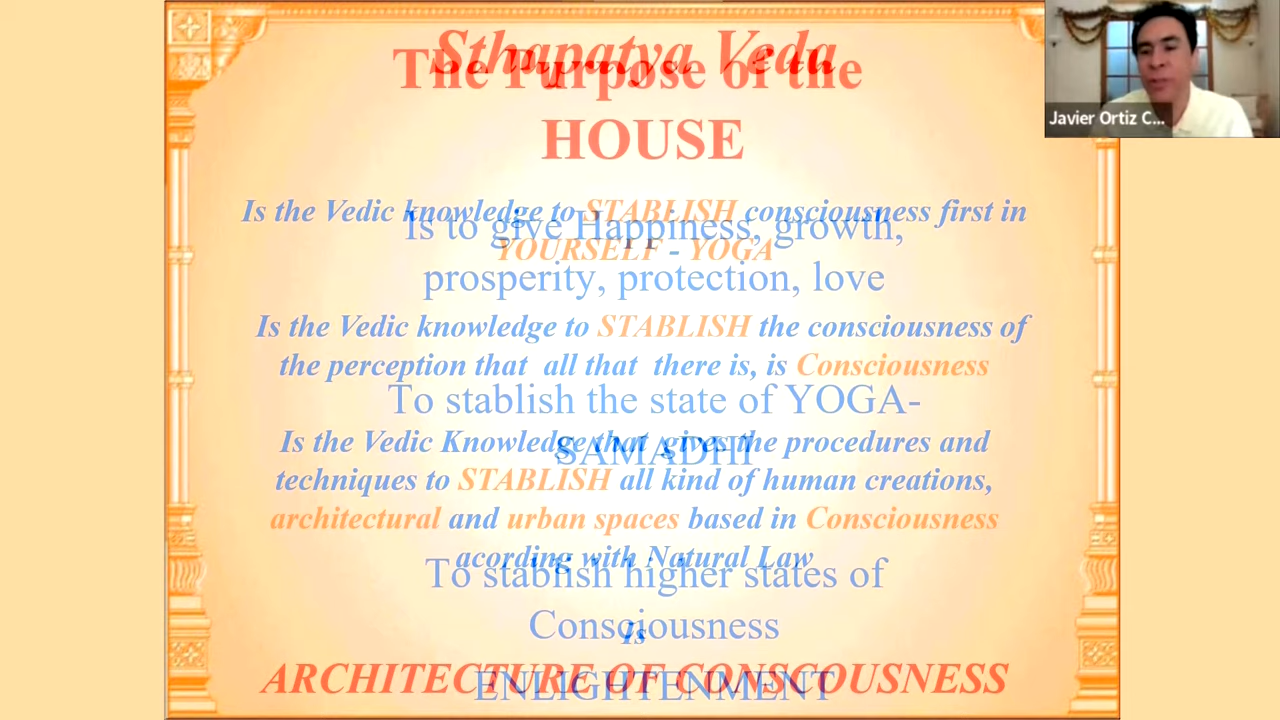 Sthapatya Veda
The Purpose of the
HOUSE
Is the Vedic knowledge to STABLISH consciousness first in
YOURSELF - YOGA
Is to give Happiness, growth,
prosperity, protection, love
Is the Vedic knowledge to STABLISH the consciousness of
the perception that all that there is, is Consciousness
To stablish the state of YOGA-
SAMADHI
Is the Vedic Knowledge that gives the procedures and
techniques to STABLISH all kind of human creations,
architectural and urban spaces based in Consciousness
acording with Natural Law
To stablish higher states of
Consciousness
ENLIGHTENMENT
Is
ARCHITECTURE OF CONSCOUSNESS
Javier Ortiz C...